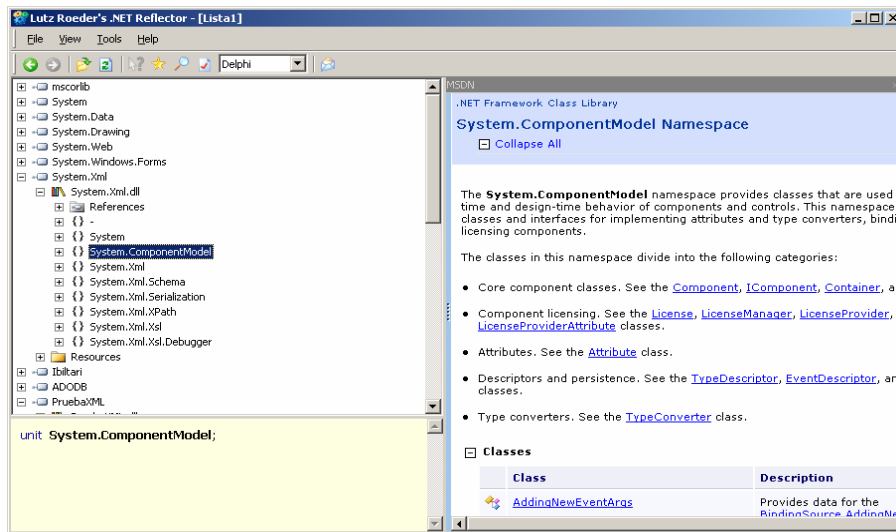 Lutz Roeder's .NET Reflector - [Lista1]
File View Tools Help
Delphi
mscorlib
System
System.Data
System.Drawing
System.Web
System.Windows.Forms
System.Xml
System.Xml.dll
References
{} -
{} System
{} System.ComponentModel
{} System.Xml
{} System.Xml.Schema
{} System.Xml.Serialization
{} System.Xml.XPath
{} System.Xml.Xsl
{} System.Xml.Xsl.Debugger
Resources
Ibiltari
ADODB
PruebaXML
unit System.ComponentModel;
MSDN
.NET Framework Class Library
System.ComponentModel Namespace
Collapse All
The System.ComponentModel namespace provides classes that are used
time and design-time behavior of components and controls. This namespace
classes and interfaces for implementing attributes and type converters, bindi
licensing components.
The classes in this namespace divide into the following categories:
• Core component classes. See the Component, IComponent, Container, a
• Component licensing. See the License, LicenseManager, LicenseProvider,
LicenseProviderAttribute classes.
• Attributes. See the Attribute class.
• Descriptors and persistence. See the TypeDescriptor, EventDescriptor, an
classes.
• Type converters. See the TypeConverter class.
Classes
Class Description
AddingNewEventArgs Provides data for the
BindingSource.AddingNe